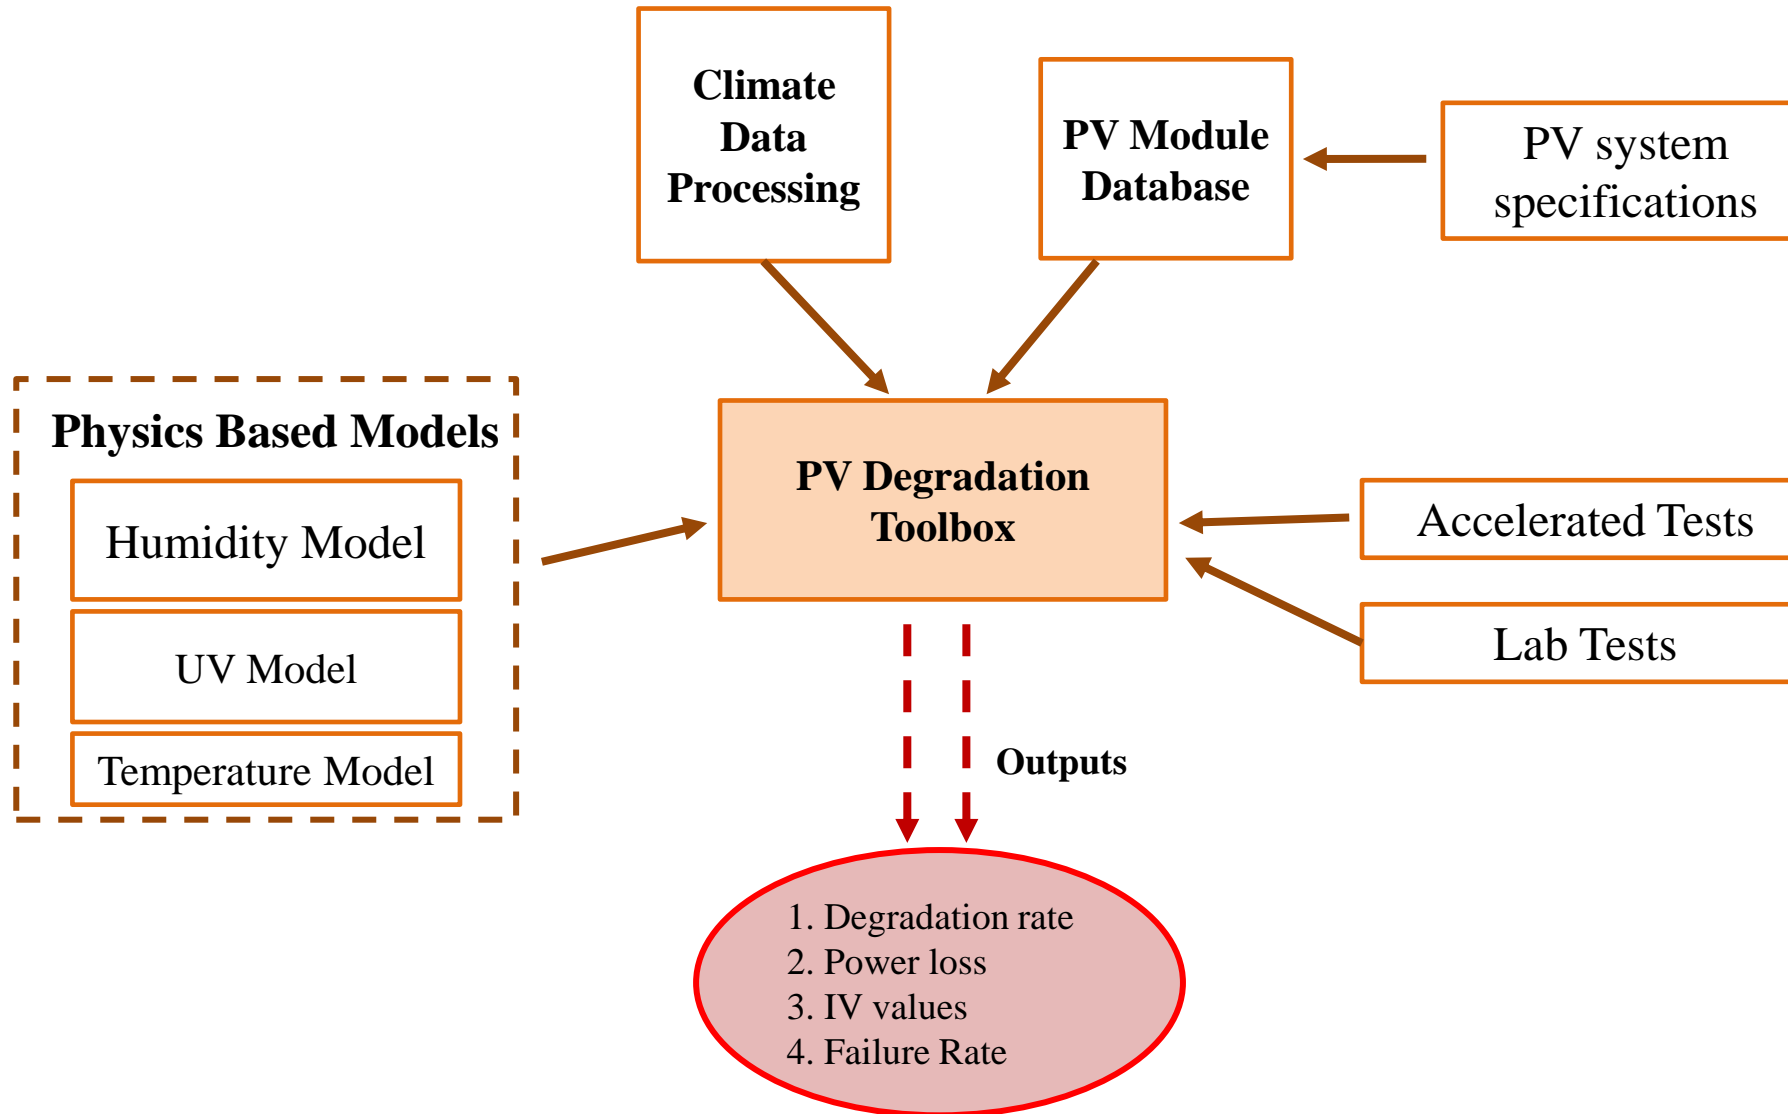 Climate
Data
Processing
PV Module
Database
PV system
specifications
Physics Based Models
Humidity Model
UV Model
Temperature Model
PV Degradation
Toolbox
Accelerated Tests
Lab Tests
Outputs
1. Degradation rate
2. Power loss
3. IV values
4. Failure Rate